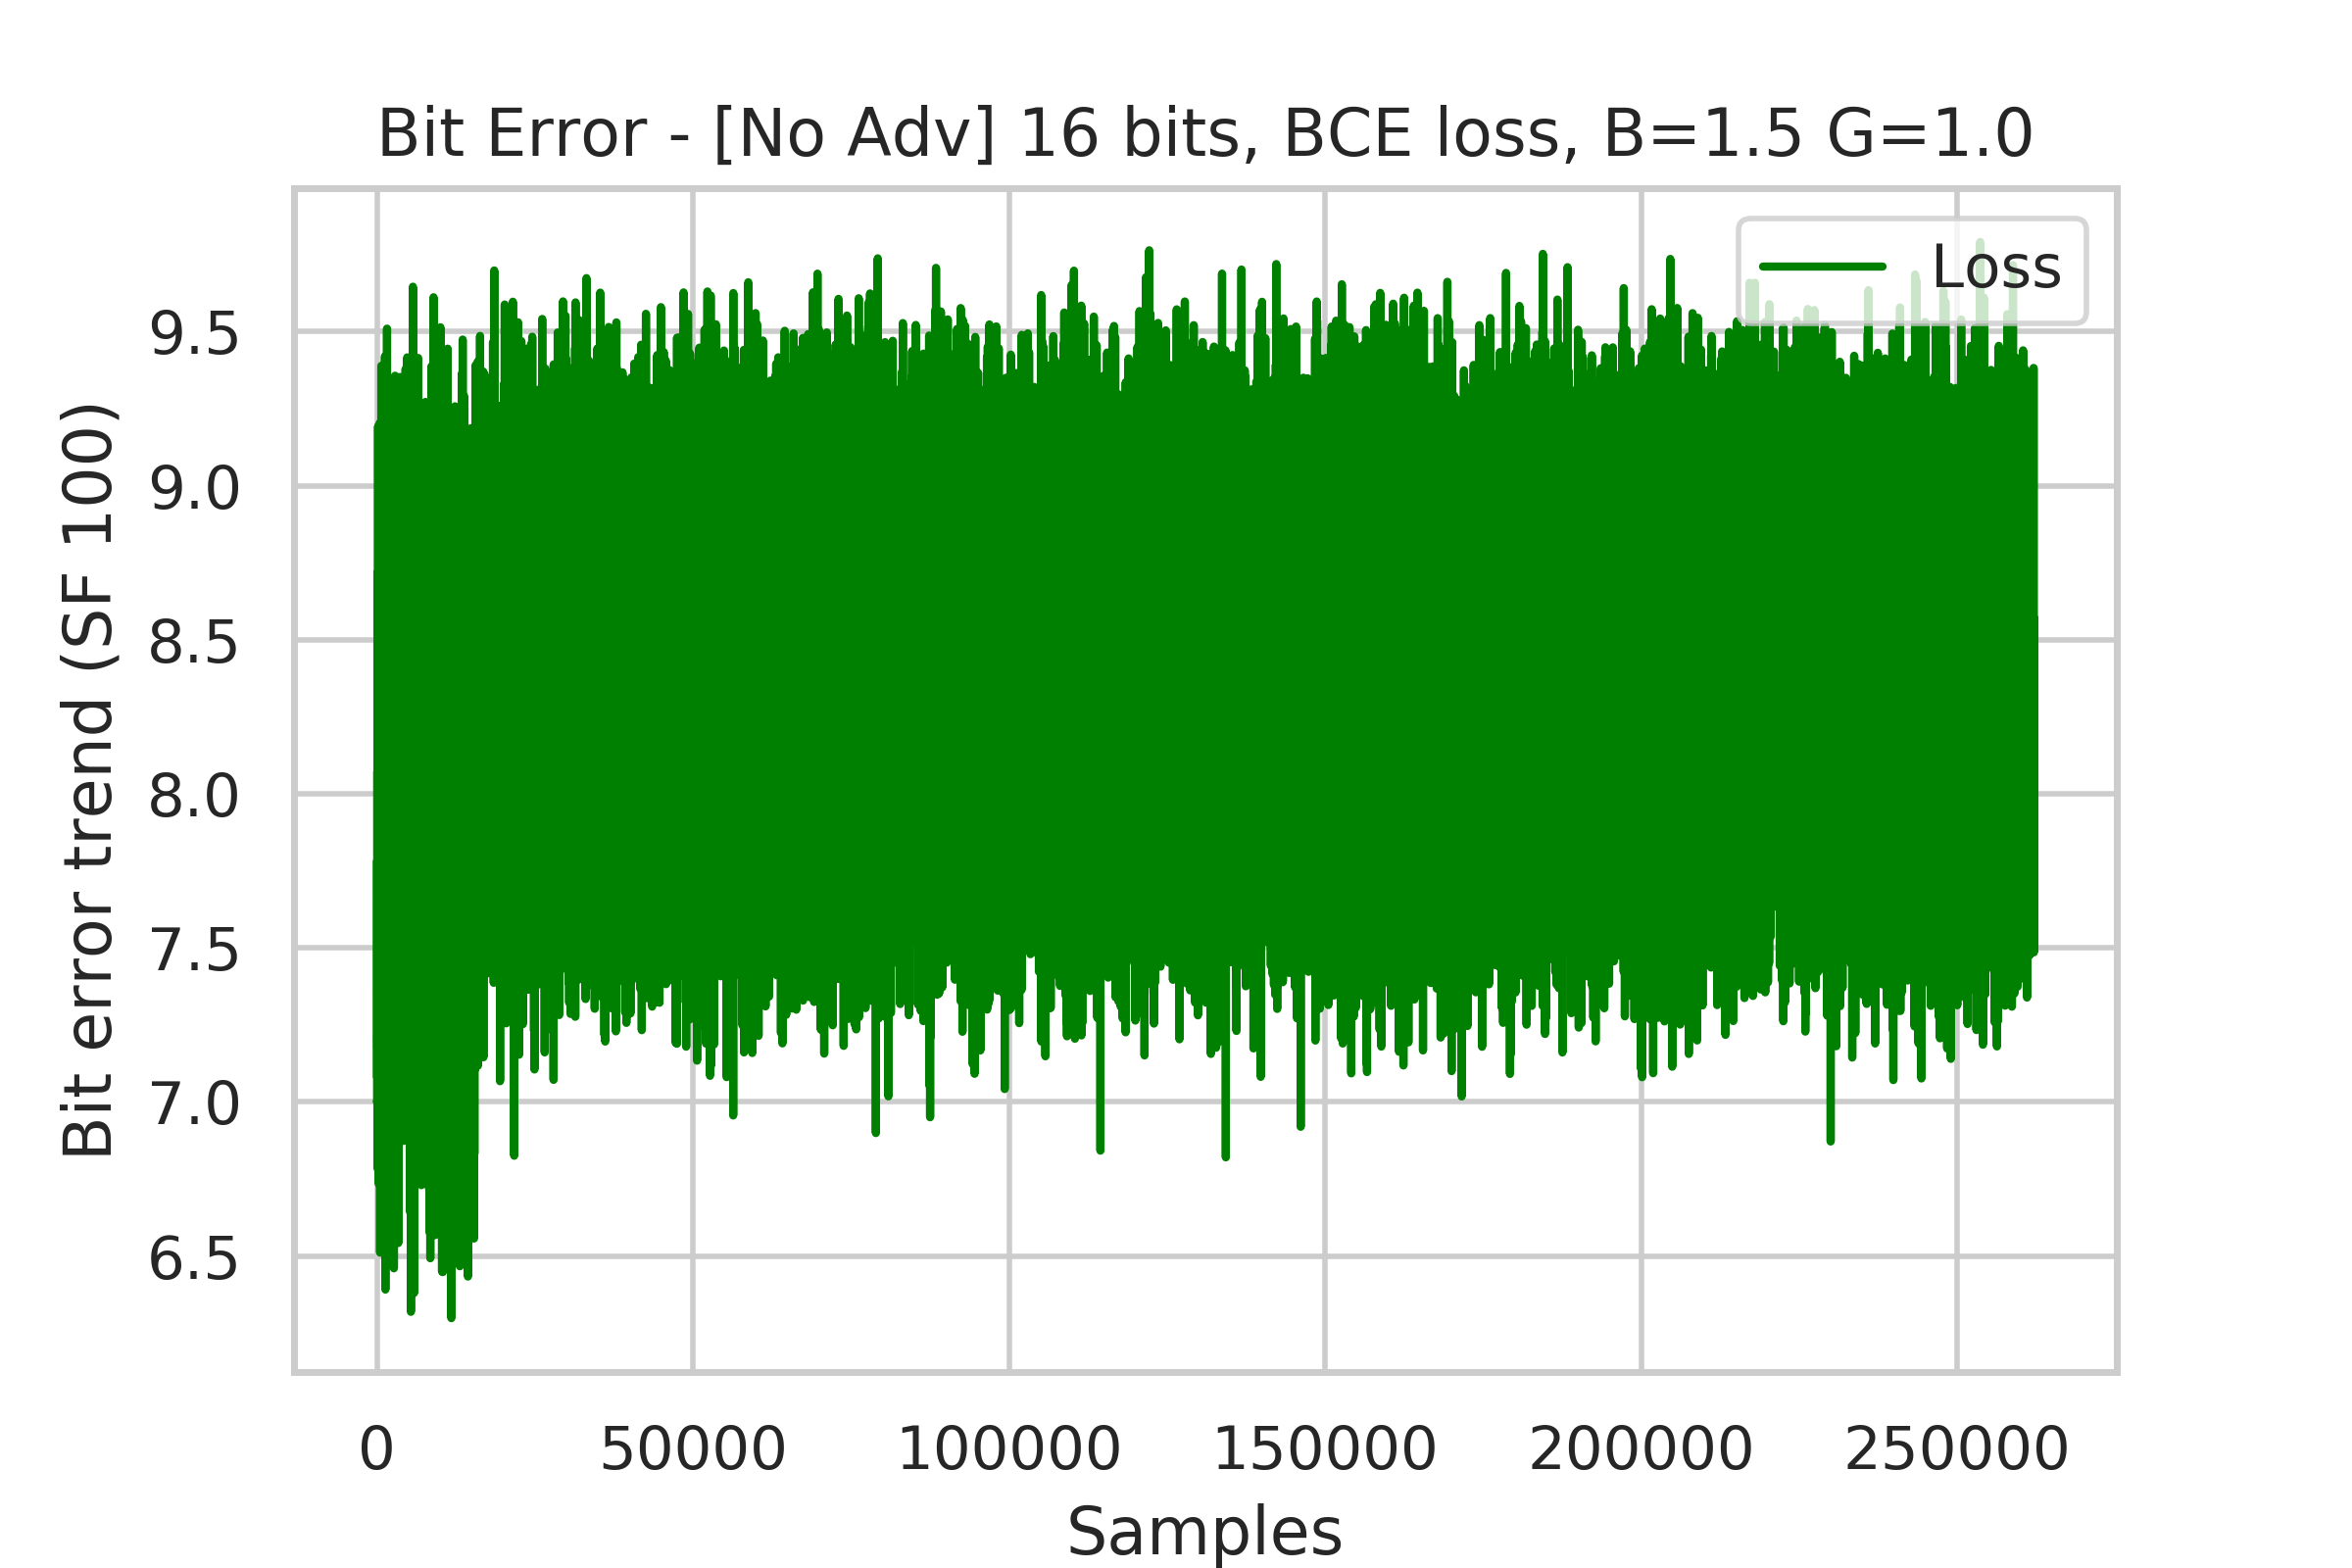 Bit Error - [No Adv] 16 bits, BCE loss, B=1.5 G=1.0
Loss
Bit error trend (SF 100)
9.5
9.0
8.5
8.0
7.5
7.0
6.5
0 50000 100000 150000 200000 250000
Samples